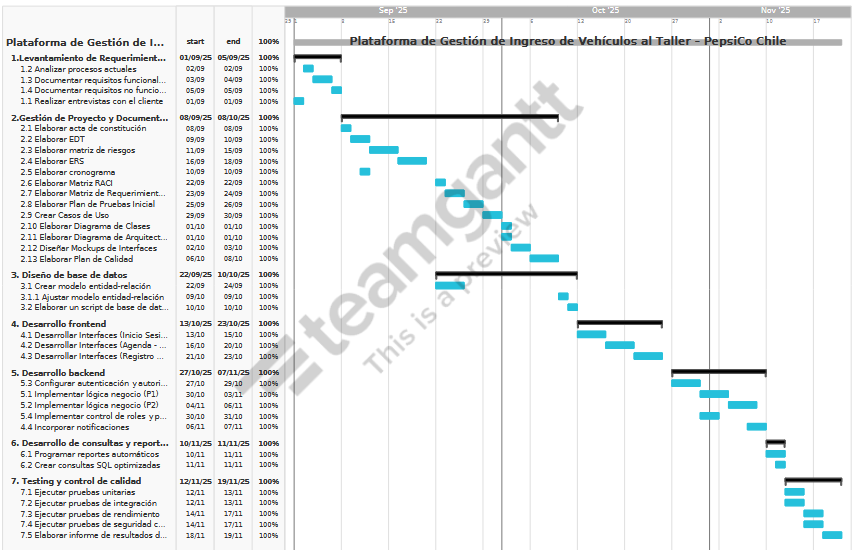 Sep '25 Oct '25 Nov '25
29 1 8 15 22 29 6 12 20 27 3 10 17
Plataforma de Gestión de I... start end 100% Plataforma de Gestión de Ingreso de Vehículos al Taller – PepsiCo Chile
1.Levantamiento de Requerimient... 01/09/25 05/09/25 100%
1.2 Analizar procesos actuales 02/09 02/09 100%
1.3 Documentar requisitos funcional... 03/09 04/09 100%
1.4 Documentar requisitos no funcio... 05/09 05/09 100%
1.1 Realizar entrevistas con el cliente 01/09 01/09 100%
2.Gestión de Proyecto y Document... 08/09/25 08/10/25 100%
2.1 Elaborar acta de constitución 08/09 08/09 100%
2.2 Elaborar EDT 09/09 10/09 100%
2.3 Elaborar matriz de riesgos 11/09 15/09 100%
2.4 Elaborar ERS 16/09 18/09 100%
2.5 Elaborar cronograma 10/09 10/09 100%
2.6 Elaborar Matriz RACI 22/09 22/09 100%
2.7 Elaborar Matriz de Requerimient... 23/09 24/09 100%
2.8 Elaborar Plan de Pruebas Inicial 25/09 26/09 100%
2.9 Crear Casos de Uso 29/09 30/09 100%
2.10 Elaborar Diagrama de Clases 01/10 01/10 100%
2.11 Elaborar Diagrama de Arquitect... 01/10 01/10 100%
2.12 Diseñar Mockups de Interfaces 02/10 03/10 100%
2.13 Elaborar Plan de Calidad 06/10 08/10 100%
3. Diseño de base de datos 22/09/25 10/10/25 100%
3.1 Crear modelo entidad-relación 22/09 24/09 100%
3.1.1 Ajustar modelo entidad-relación 09/10 09/10 100%
3.2 Elaborar un script de base de dat... 10/10 10/10 100%
4. Desarrollo frontend 13/10/25 23/10/25 100%
4.1 Desarrollar Interfaces (Inicio Sesi... 13/10 15/10 100%
4.2 Desarrollar Interfaces (Agenda - ... 16/10 20/10 100%
4.3 Desarrollar Interfaces (Registro ... 21/10 23/10 100%
5. Desarrollo backend 27/10/25 07/11/25 100%
5.3 Configurar autenticación y autori... 27/10 29/10 100%
5.1 Implementar lógica negocio (P1) 30/10 03/11 100%
5.2 Implementar lógica negocio (P2) 04/11 06/11 100%
5.4 Implementar control de roles y p... 30/10 31/10 100%
4.4 Incorporar notificaciones 06/11 07/11 100%
6. Desarrollo de consultas y report... 10/11/25 11/11/25 100%
6.1 Programar reportes automáticos 10/11 11/11 100%
6.2 Crear consultas SQL optimizadas 11/11 11/11 100%
7. Testing y control de calidad 12/11/25 19/11/25 100%
7.1 Ejecutar pruebas unitarias 12/11 13/11 100%
7.2 Ejecutar pruebas de integración 12/11 13/11 100%
7.3 Ejecutar pruebas de rendimiento 14/11 17/11 100%
7.4 Ejecutar pruebas de seguridad c... 14/11 17/11 100%
7.5 Elaborar informe de resultados d... 18/11 19/11 100%
teamgantt
This is a preview